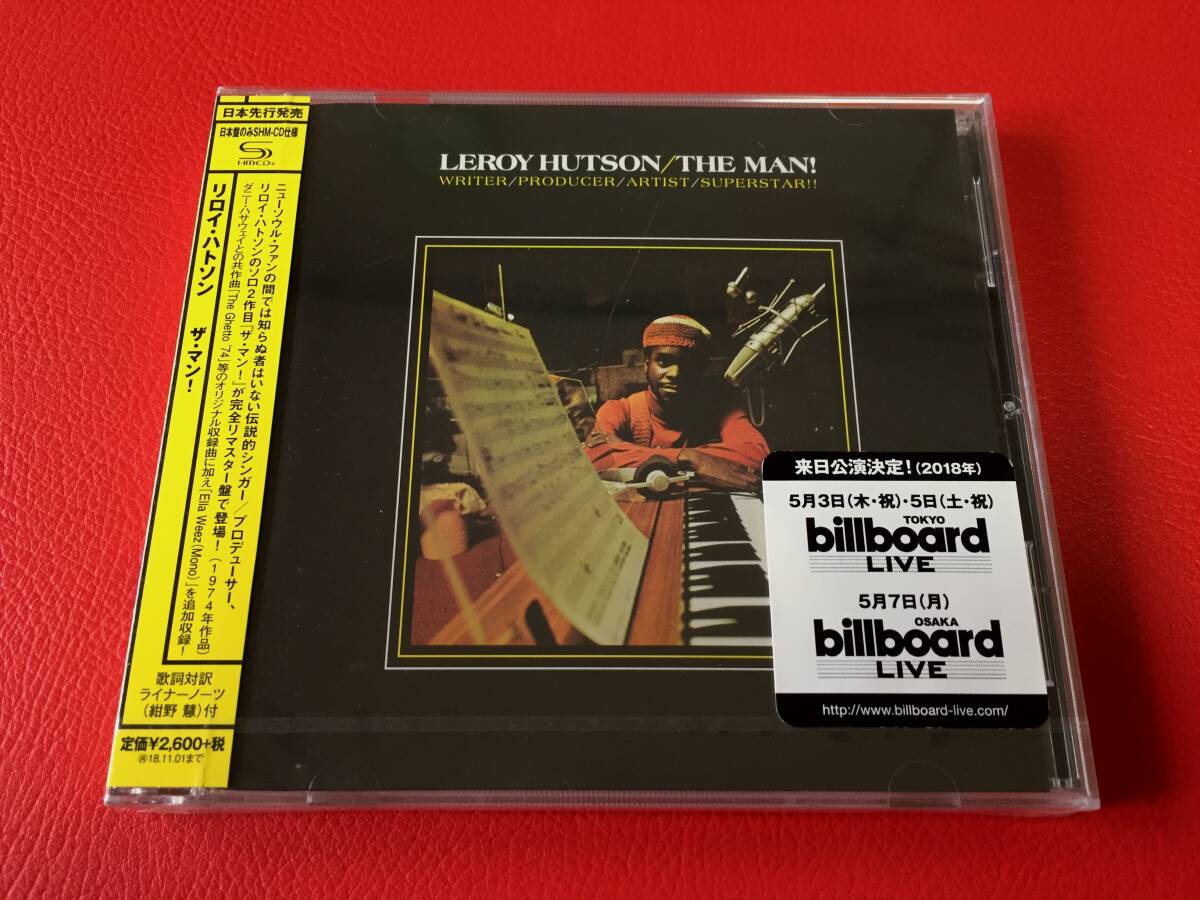 日本先行発売
日本盤のみSHM-CD仕様
SHM-CD
リロイ・ハトソン ザ・マン!
ニューソウル・ファンの間では知らぬ者はいない伝説的シンガー/プロデューサー、
リロイ・ハトソンのソロ2作目『ザ・マン!』が完全リマスター盤で登場!(1974年作品)
ダニー・ハサウェイとの共作曲「The Ghetto '74」等のオリジナル収録曲に加え「Ella Weez(Mono)」を追加収録!
歌詞対訳
ライナーノーツ
(紺野 慧)付
定価¥2,600+税
18.11.01まで
LEROY HUTSON/THE MAN!
WRITER/PRODUCER/ARTIST/SUPERSTAR!!
来日公演決定!(2018年)
5月3日(木・祝)・5日(土・祝)
TOKYO
billboard
LIVE
5月7日(月)
OSAKA
billboard
LIVE
http://www.billboard-live.com/